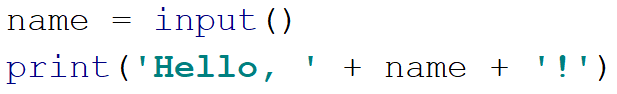 name = input()
print('Hello, ' + name + '!')